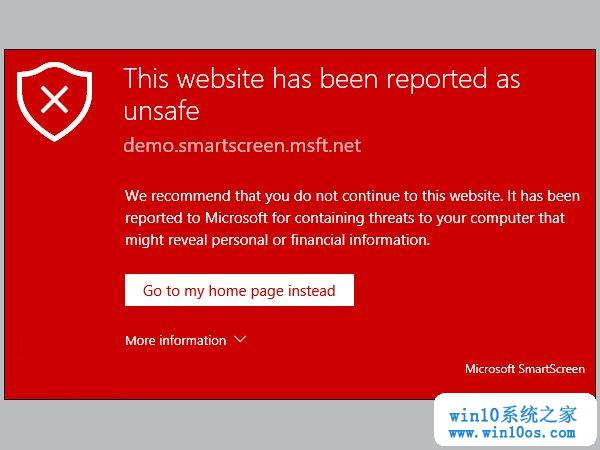 This website has been reported as
unsafe
demo.smartscreen.msft.net
We recommend that you do not continue to this website. It has been
reported to Microsoft for containing threats to your computer that
might reveal personal or financial information.
Go to my home page instead
More information
Microsoft SmartScreen
win10系统之家
www.win10os.com